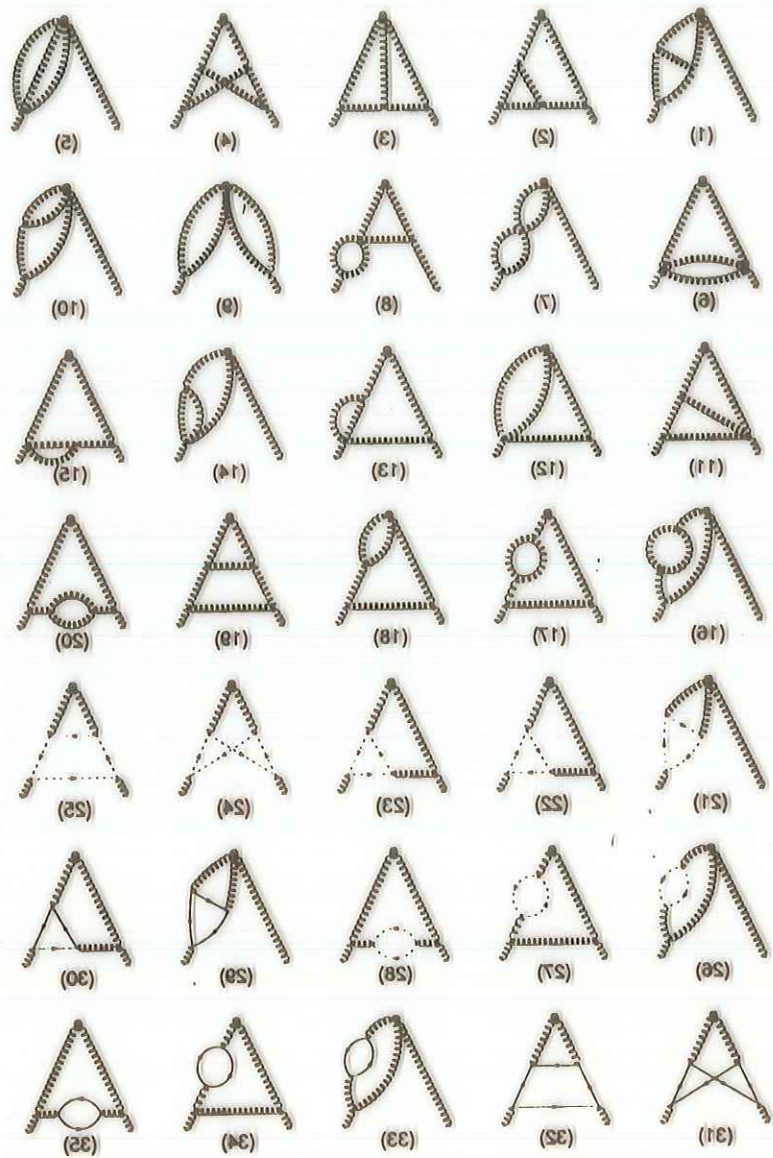 (5) (4) (3) (2) (1)
(10) (9) (8) (7) (6)
(15) (14) (13) (12) (11)
(20) (19) (18) (17) (16)
(25) (24) (23) (22) (21)
(30) (29) (28) (27) (26)
(35) (34) (33) (32) (31)